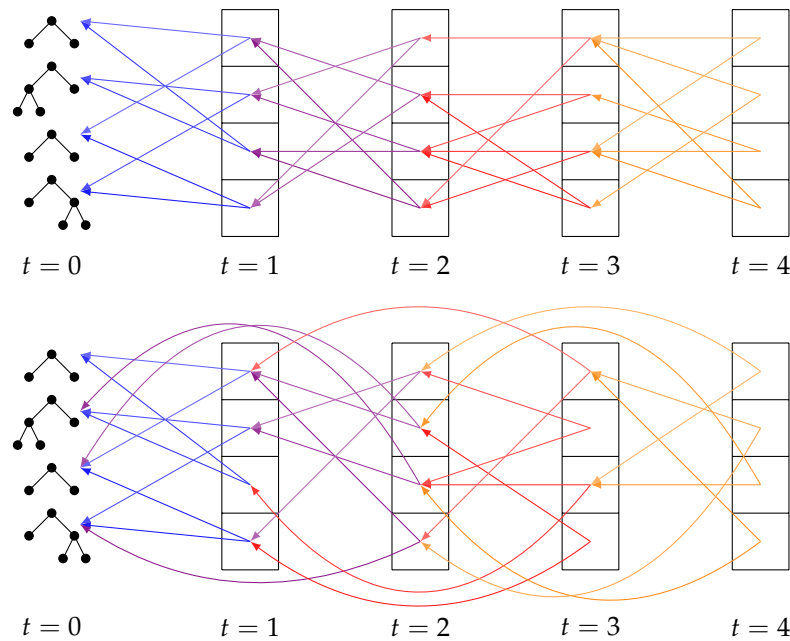 t = 0 t = 1 t = 2 t = 3 t = 4
t = 0 t = 1 t = 2 t = 3 t = 4